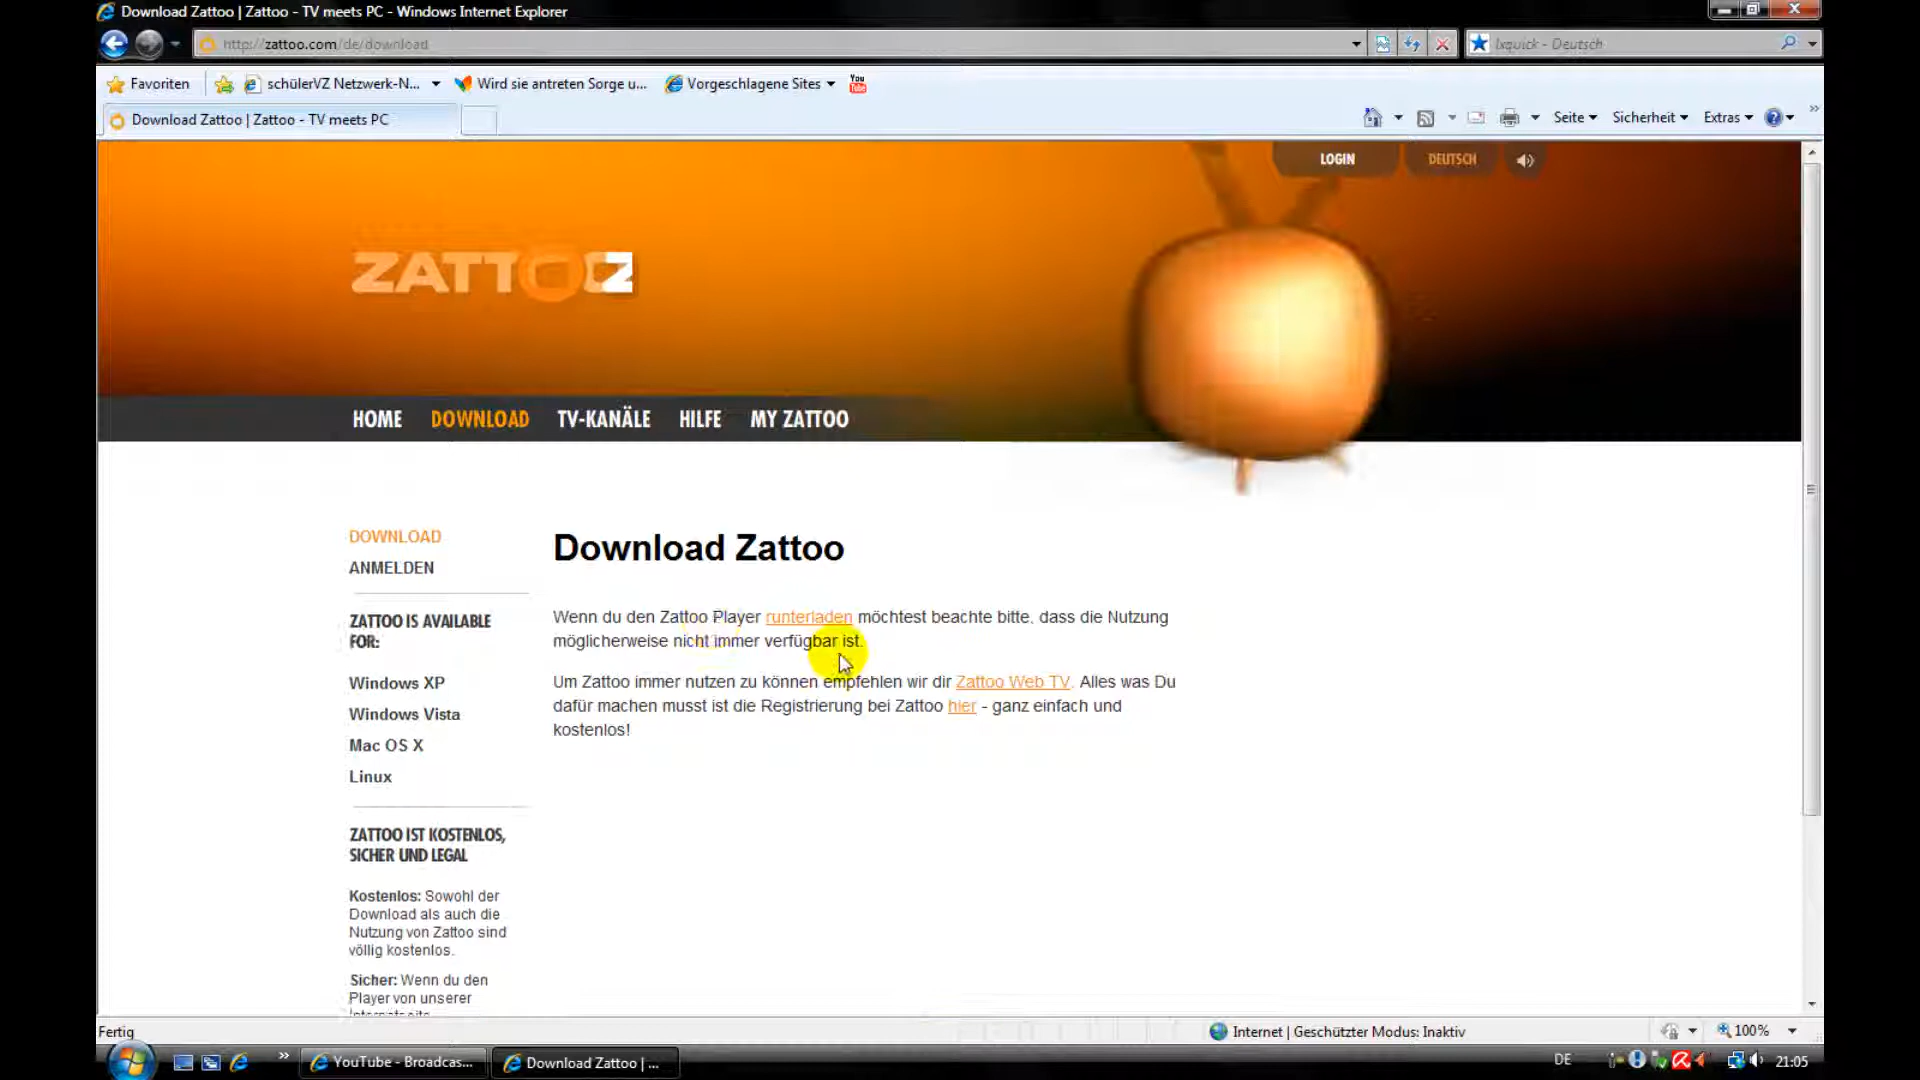 Download Zattoo | Zattoo - TV meets PC - Windows Internet Explorer
http://zattoo.com/de/download
Ixquick - Deutsch
Favoriten
schülerVZ Netzwerk-N...
Wird sie antreten Sorge u...
Vorgeschlagene Sites
You Tube
Download Zattoo | Zattoo - TV meets PC
Seite
Sicherheit
Extras
LOGIN
DEUTSCH
HOME
DOWNLOAD
TV-KANÄLE
HILFE
MY ZATTOO
DOWNLOAD
ANMELDEN
ZATTOO IS AVAILABLE
FOR:
Windows XP
Windows Vista
Mac OS X
Linux
ZATTOO IST KOSTENLOS,
SICHER UND LEGAL
Kostenlos: Sowohl der
Download als auch die
Nutzung von Zattoo sind
völlig kostenlos.
Sicher: Wenn du den
Player von unserer
Internetseite
Download Zattoo
Wenn du den Zattoo Player runterladen möchtest beachte bitte, dass die Nutzung
möglicherweise nicht immer verfügbar ist.
Um Zattoo immer nutzen zu können empfehlen wir dir Zattoo Web TV. Alles was Du
dafür machen musst ist die Registrierung bei Zattoo hier - ganz einfach und
kostenlos!
Fertig
Internet | Geschützter Modus: Inaktiv
100%
YouTube - Broadcas...
Download Zattoo | ...
DE
21:05